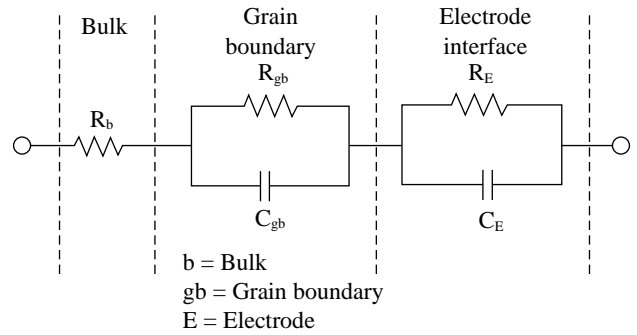 Bulk
Grain
boundary
Electrode
interface
R_b
R_gb
R_E
C_gb
C_E
b = Bulk
gb = Grain boundary
E = Electrode